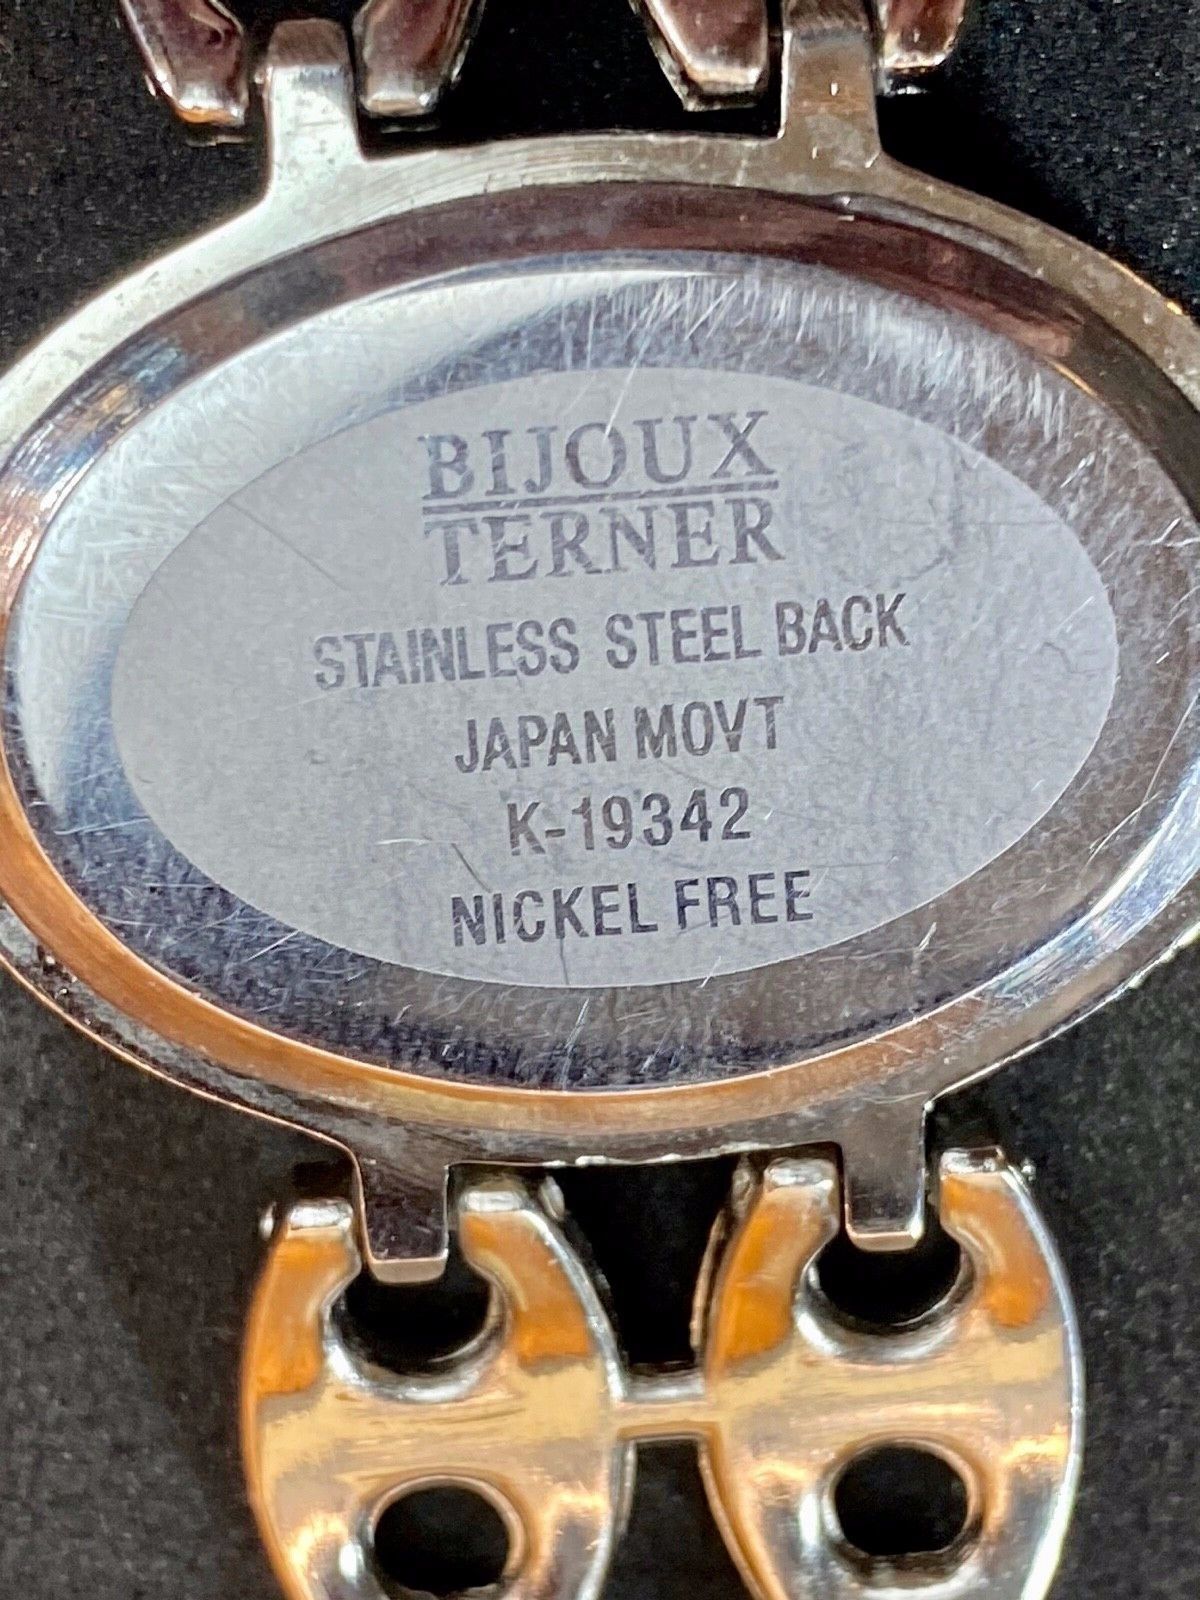 BIJOUX
TERNER
STAINLESS STEEL BACK
JAPAN MOVT
K-19342
NICKEL FREE